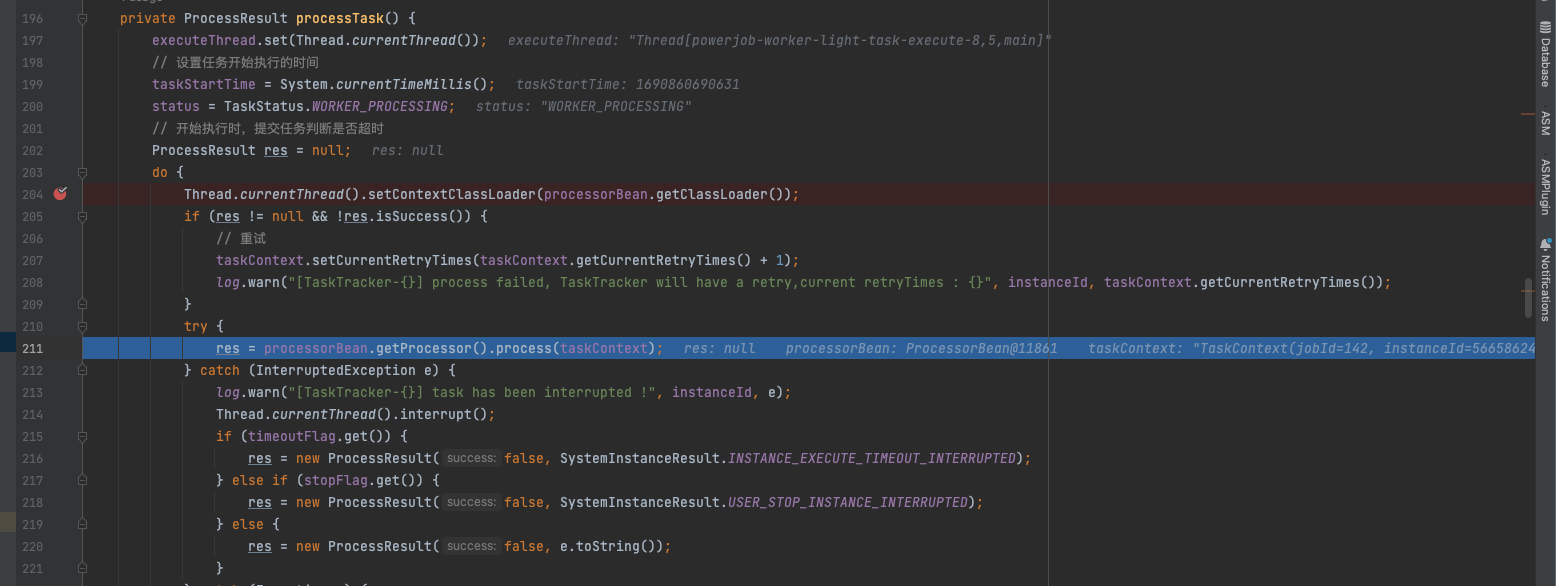 196 private ProcessResult processTask() {
197 executeThread.set(Thread.currentThread()); executeThread: "Thread[powerjob-worker-light-task-execute-8,5,main]"
198 // 设置任务开始执行的时间
199 taskStartTime = System.currentTimeMillis(); taskStartTime: 1690860690631
200 status = TaskStatus.WORKER_PROCESSING; status: "WORKER_PROCESSING"
201 // 开始执行时，提交任务判断是否超时
202 ProcessResult res = null; res: null
203 do {
204 Thread.currentThread().setContextClassLoader(processorBean.getClassLoader());
205 if (res != null && !res.isSuccess()) {
206 // 重试
207 taskContext.setCurrentRetryTimes(taskContext.getCurrentRetryTimes() + 1);
208 log.warn("[TaskTracker-{}] process failed, TaskTracker will have a retry,current retryTimes : {}", instanceId, taskContext.getCurrentRetryTimes());
209 }
210 try {
211 res = processorBean.getProcessor().process(taskContext); res: null processorBean: ProcessorBean@11861 taskContext: "TaskContext(jobId=142, instanceId=56658624
212 } catch (InterruptedException e) {
213 log.warn("[TaskTracker-{}] task has been interrupted !", instanceId, e);
214 Thread.currentThread().interrupt();
215 if (timeoutFlag.get()) {
216 res = new ProcessResult( success: false, SystemInstanceResult.INSTANCE_EXECUTE_TIMEOUT_INTERRUPTED);
217 } else if (stopFlag.get()) {
218 res = new ProcessResult( success: false, SystemInstanceResult.USER_STOP_INSTANCE_INTERRUPTED);
219 } else {
220 res = new ProcessResult( success: false, e.toString());
221 }
Database
ASM
ASMPlugin
Notifications